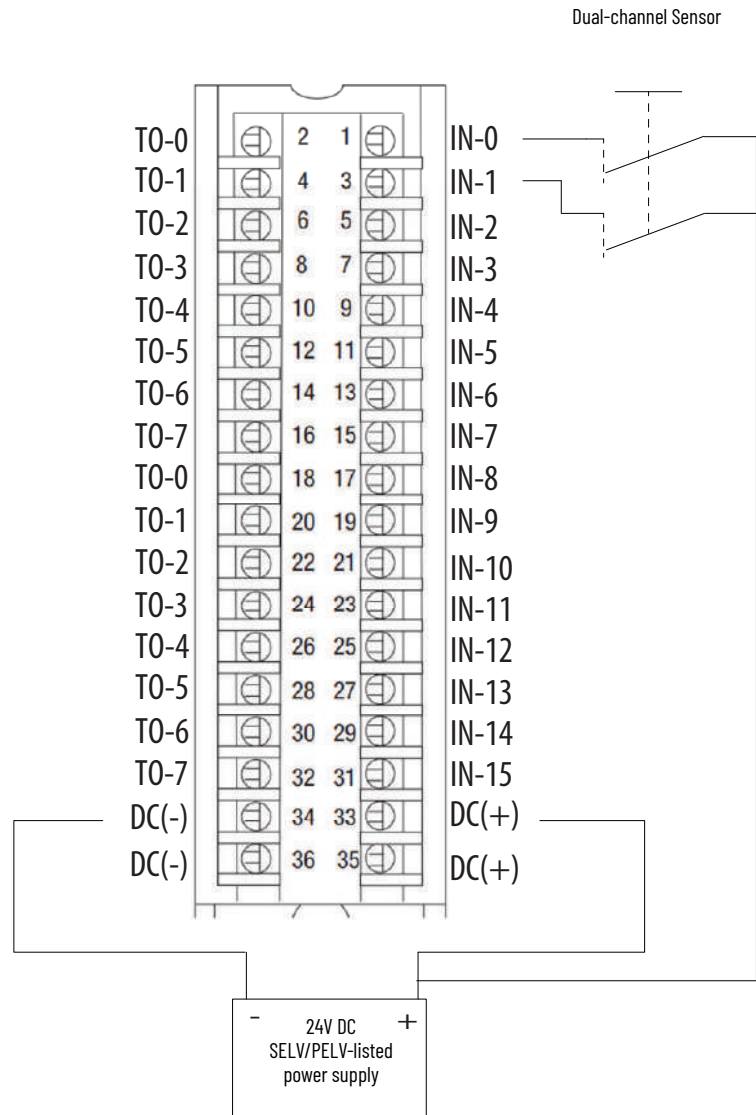 Dual-channel Sensor
TO-0 2 1 IN-0
TO-1 4 3 IN-1
TO-2 6 5 IN-2
TO-3 8 7 IN-3
TO-4 10 9 IN-4
TO-5 12 11 IN-5
TO-6 14 13 IN-6
TO-7 16 15 IN-7
TO-0 18 17 IN-8
TO-1 20 19 IN-9
TO-2 22 21 IN-10
TO-3 24 23 IN-11
TO-4 26 25 IN-12
TO-5 28 27 IN-13
TO-6 30 29 IN-14
TO-7 32 31 IN-15
DC(-) 34 33 DC(+)
DC(-) 36 35 DC(+)
- 24V DC +
SELV/PELV-listed
power supply